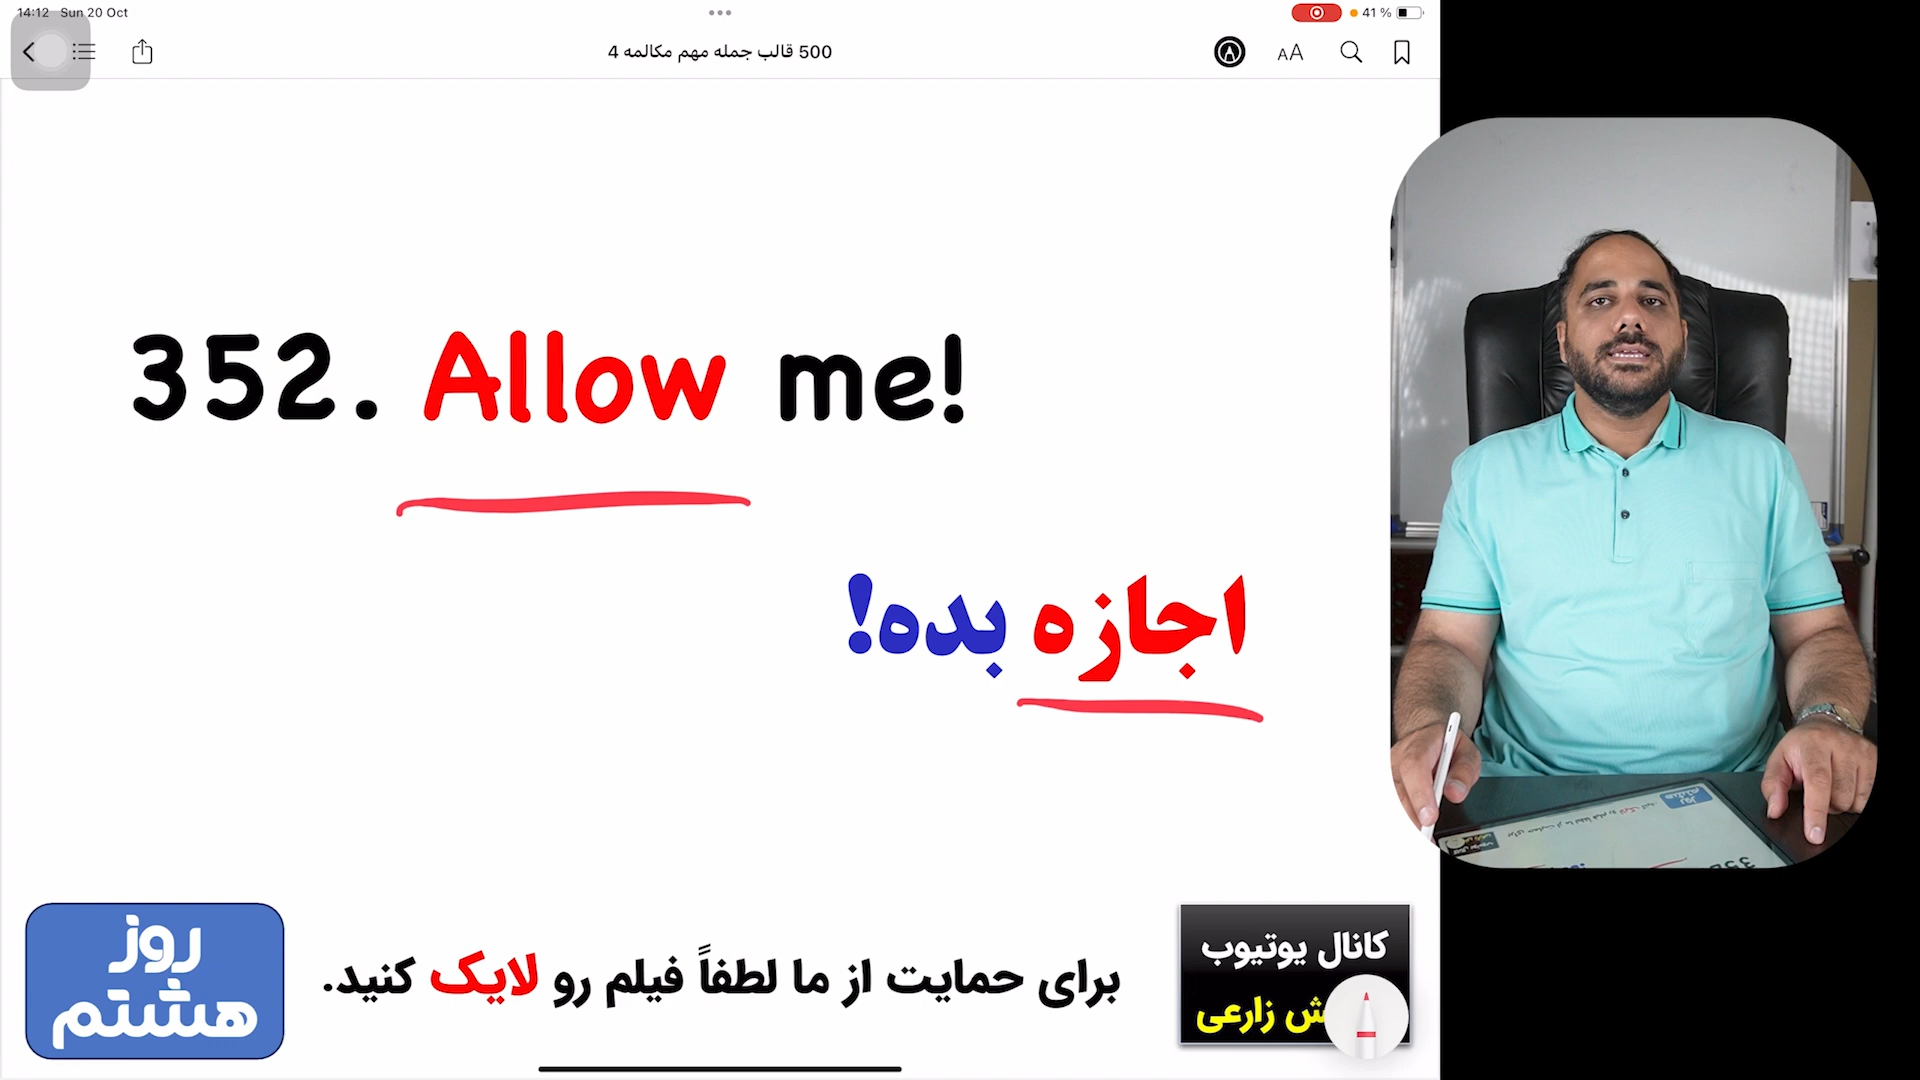 14:12 Sun 20 Oct
41 %
500 قالب جمله مهم مکالمه 4
AA
352. Allow me!
اجازه بده!
روز
هشتم
برای حمایت از ما لطفاً فیلم رو لایک کنید.
کانال یوتیوب
زارعی